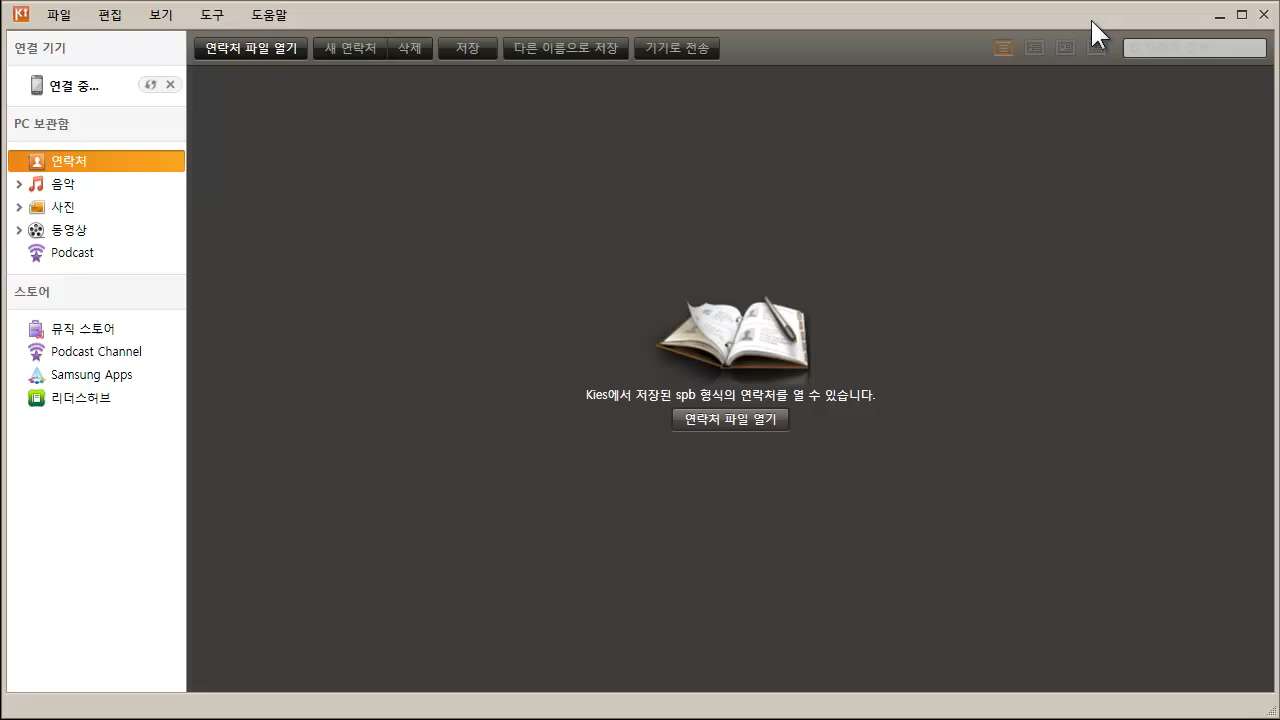 파일 편집 보기 도구 도움말
연결 기기
연결 중...
PC 보관함
연락처
음악
사진
동영상
Podcast
스토어
뮤직 스토어
Podcast Channel
Samsung Apps
리더스허브
연락처 파일 열기 새 연락처 삭제 저장 다른 이름으로 저장 기기로 전송
Kies에서 저장된 spb 형식의 연락처를 열 수 있습니다.
연락처 파일 열기